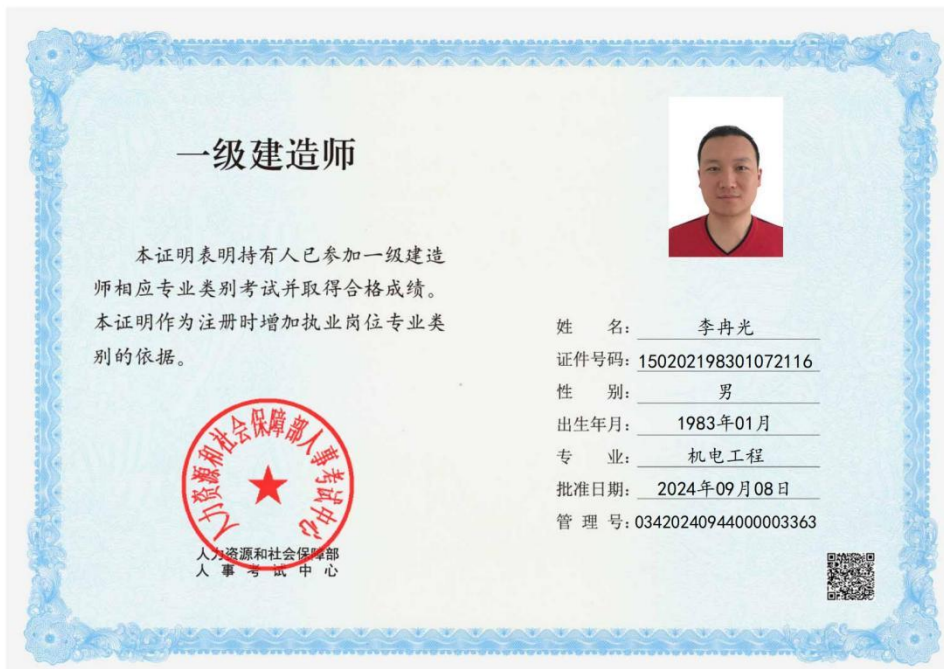 一级建造师
本证明表明持有人已参加一级建造
师相应专业类别考试并取得合格成绩。
本证明作为注册时增加执业岗位专业类
别的依据。
人力资源和社会保障部人事考试中心
人力资源和社会保障部
人事考试中心
姓 名: 李冉光
证件号码: 150202198301072116
性 别: 男
出生年月: 1983年01月
专 业: 机电工程
批准日期: 2024年09月08日
管 理 号: 03420240944000003363